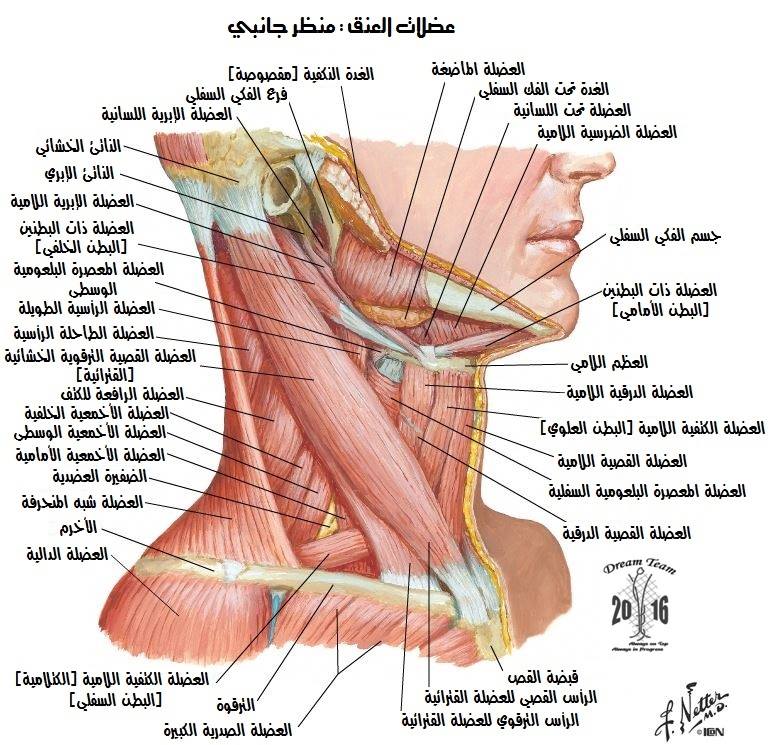 عضلات العنق : منظر جانبي
العضلة الماضغة
الغدة النكفية [مقصوصة]
الغدة تحت الفك السفلي
فرع الفكي السفلي
العضلة تحت اللسانية
العضلة الإبرية اللسانية
العضلة الضرسية اللامية
الناتئ الخشائي
الناتئ الإبري
العضلة الإبرية اللامية
العضلة ذات البطنين
[البطن الخلفي]
العضلة المعصرة البلعومية
الوسطى
العضلة الرأسية الطويلة
العضلة الطاحلة الرأسية
العضلة القصية الترقوية الخشائية
[القترائية]
العضلة الرافعة للكتف
العضلة الأخمعية الخلفية
العضلة الأخمعية الوسطى
العضلة الأخمعية الأمامية
الضفيرة العضدية
العضلة شبه المنحرفة
الأخرم
العضلة الدالية
جسم الفكي السفلي
العضلة ذات البطنين
[البطن الأمامي]
العظم اللامي
العضلة الدرقية اللامية
العضلة الكتفية اللامية [البطن العلوي]
العضلة القصية اللامية
العضلة المعصرة البلعومية السفلية
العضلة القصية الدرقية
Dream Team
2016
Always on Top
Always in Progress
العضلة الكتفية اللامية [الكتلامية]
[البطن السفلي]
الترقوة
العضلة الصدرية الكبيرة
قبضة القص
الرأس القصي للعضلة القترائية
الرأس الترقوي للعضلة القترائية
F. Netter
M.D.
©ICON